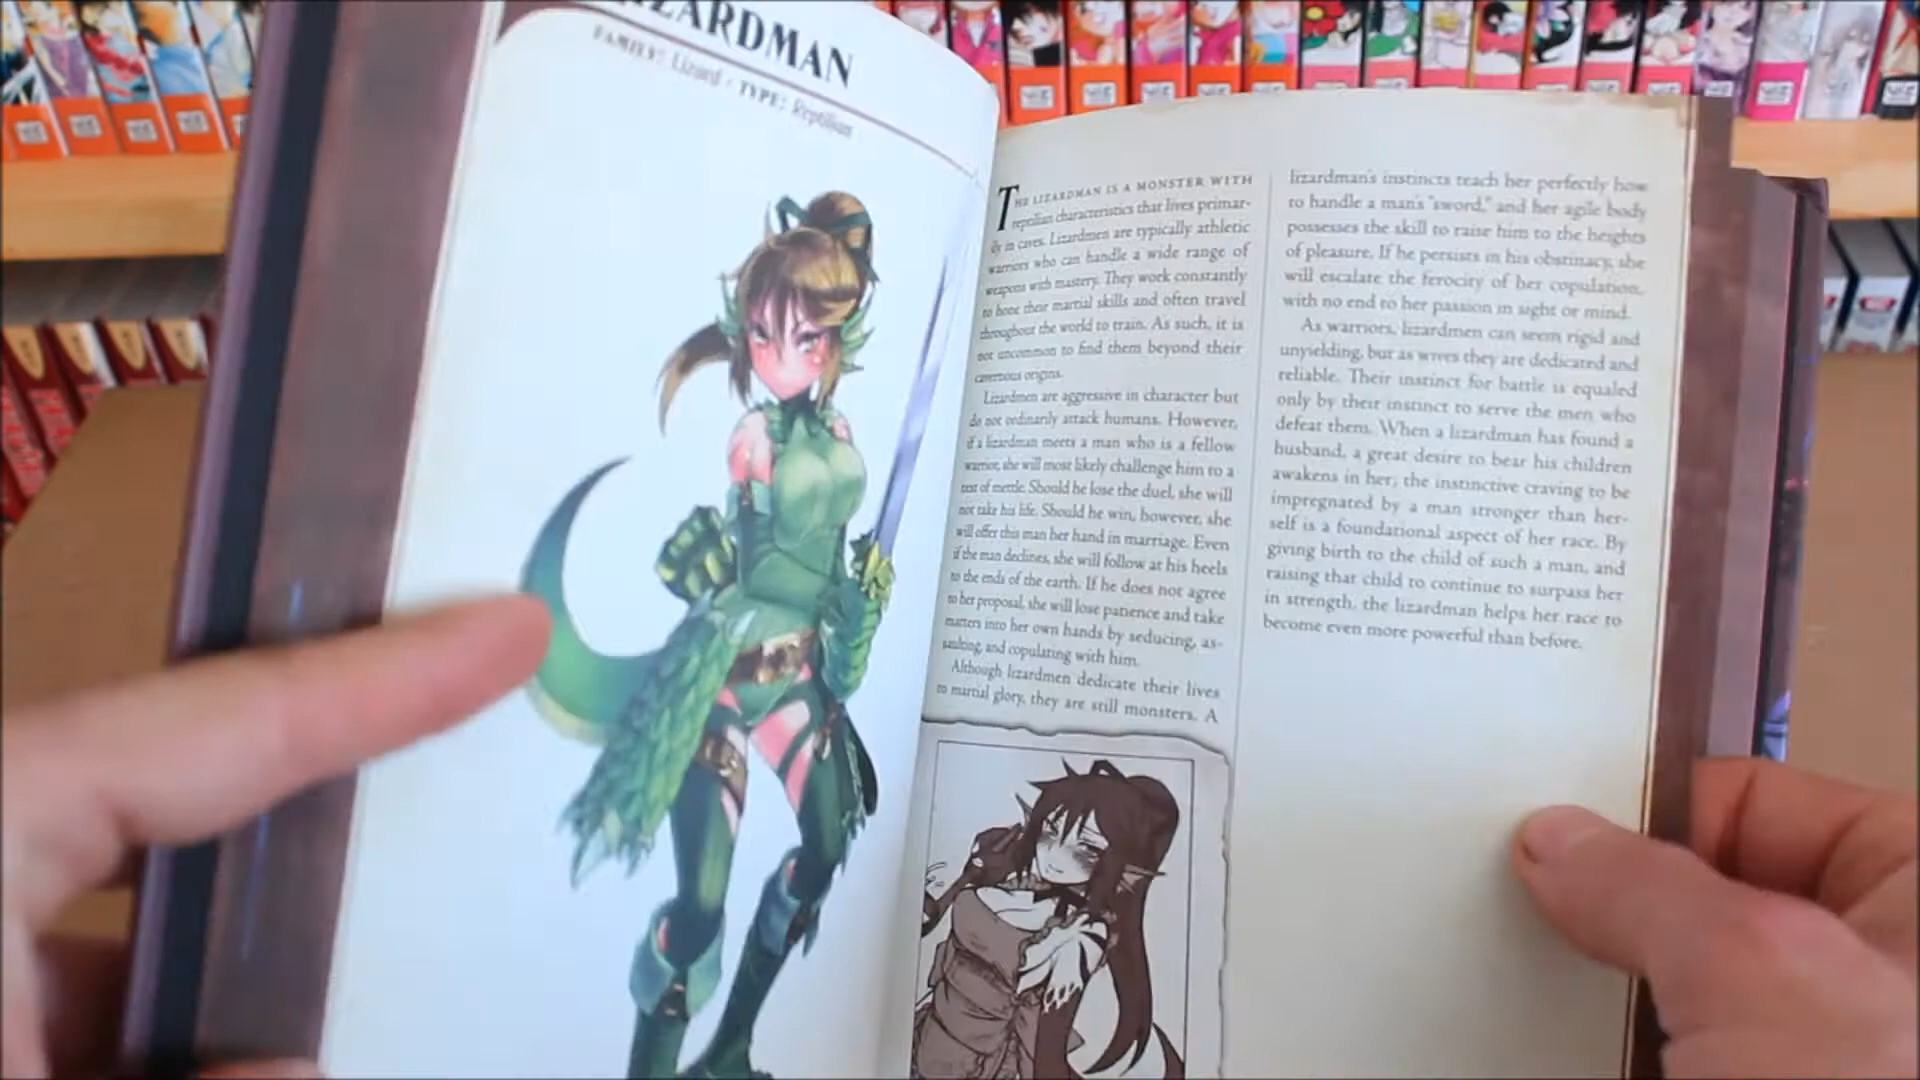 LIZARDMAN
FAMILY: Lizard · TYPE: Reptilian
THE LIZARDMAN IS A MONSTER WITH
reptilian characteristics that lives primar-
ily in caves. Lizardmen are typically athletic
warriors who can handle a wide range of
weapons with mastery. They work constantly
to hone their martial skills and often travel
throughout the world to train. As such, it is
not uncommon to find them beyond their
cavernous origins.
Lizardmen are aggressive in character but
do not ordinarily attack humans. However,
if a lizardman meets a man who is a fellow
warrior, she will most likely challenge him to a
test of mettle. Should he lose the duel, she will
not take his life. Should he win, however, she
will offer this man her hand in marriage. Even
if the man declines, she will follow at his heels
to the ends of the earth. If he does not agree
to her proposal, she will lose patience and take
matters into her own hands by seducing, as-
saulting, and copulating with him.
Although lizardmen dedicate their lives
to martial glory, they are still monsters. A
lizardman's instincts teach her perfectly how
to handle a man's "sword," and her agile body
possesses the skill to raise him to the heights
of pleasure. If he persists in his obstinacy, she
will escalate the ferocity of her copulation,
with no end to her passion in sight or mind.
As warriors, lizardmen can seem rigid and
unyielding, but as wives they are dedicated and
reliable. Their instinct for battle is equaled
only by their instinct to serve the men who
defeat them. When a lizardman has found a
husband, a great desire to bear his children
awakens in her; the instinctive craving to be
impregnated by a man stronger than her-
self is a foundational aspect of her race. By
giving birth to the child of such a man, and
raising that child to continue to surpass her
in strength, the lizardman helps her race to
become even more powerful than before.